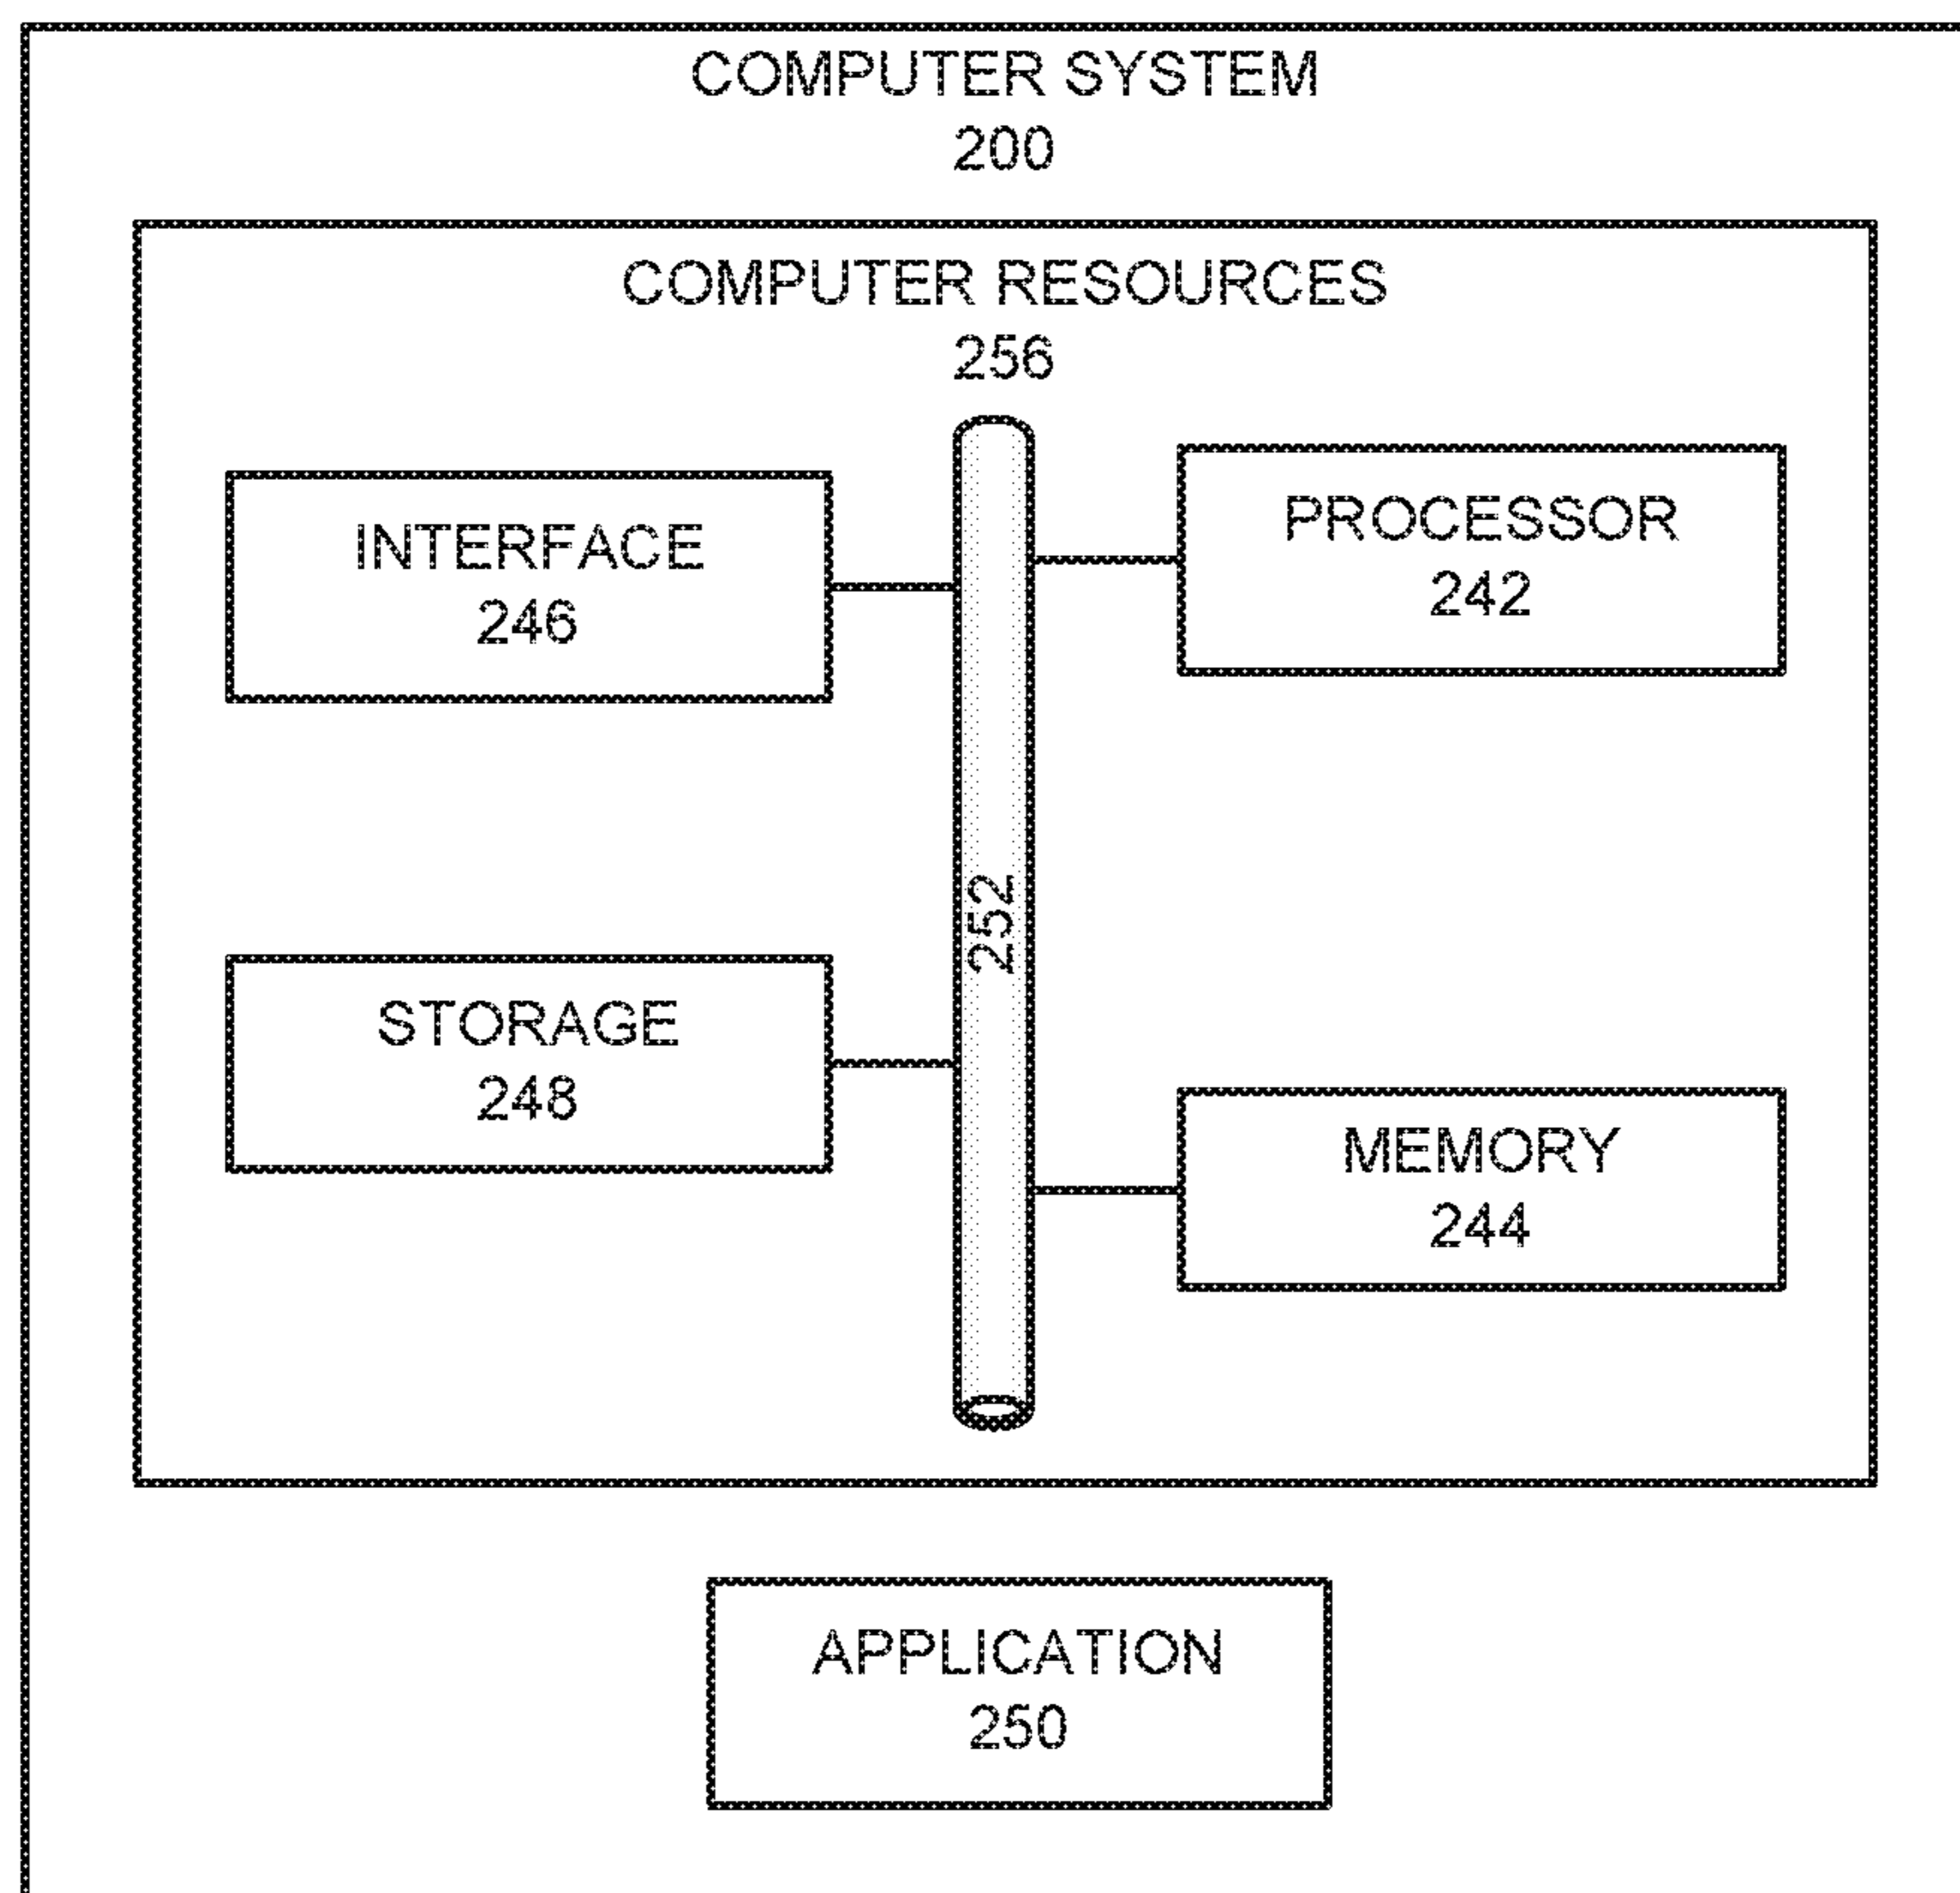 COMPUTER SYSTEM
200
COMPUTER RESOURCES
256
INTERFACE
246
PROCESSOR
242
252
STORAGE
248
MEMORY
244
APPLICATION
250